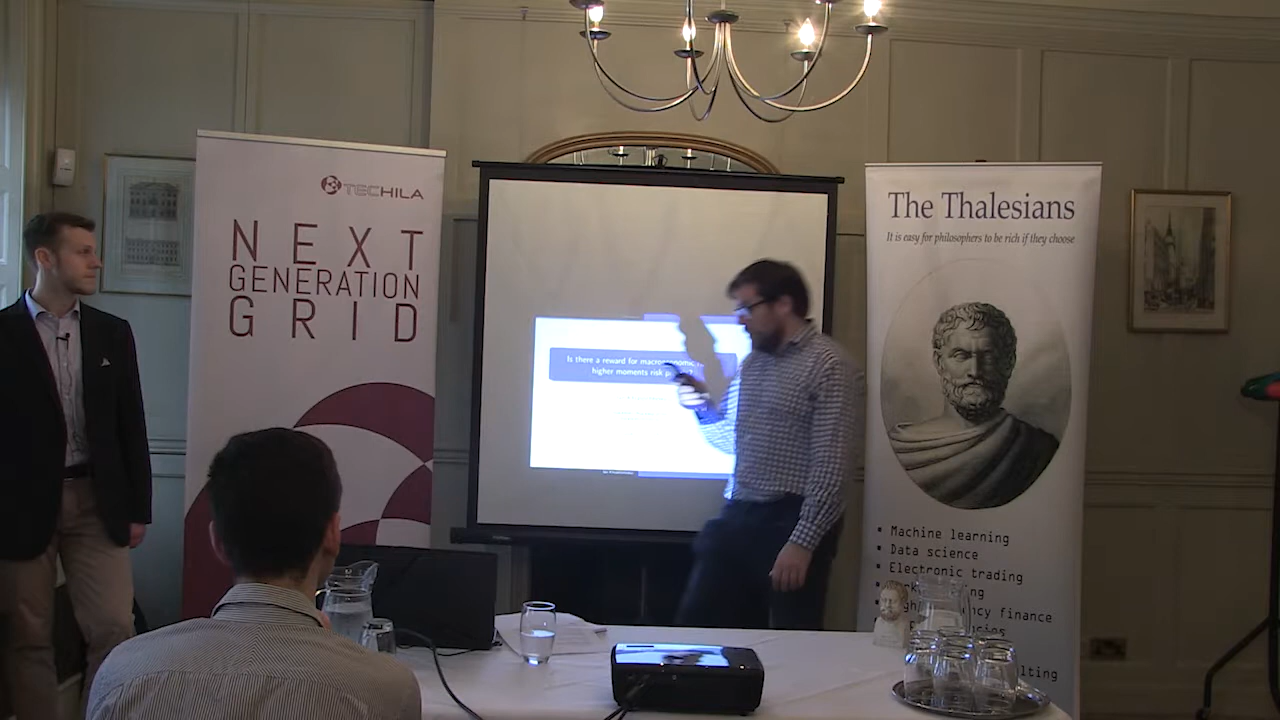 TECHILA
NEXT
GENERATION
GRID
Is there a reward for
higher moments risk
The Thalesians
It is easy for philosophers to be rich if they choose
▪ Machine learning
▪ Data science
▪ Electronic trading
finance